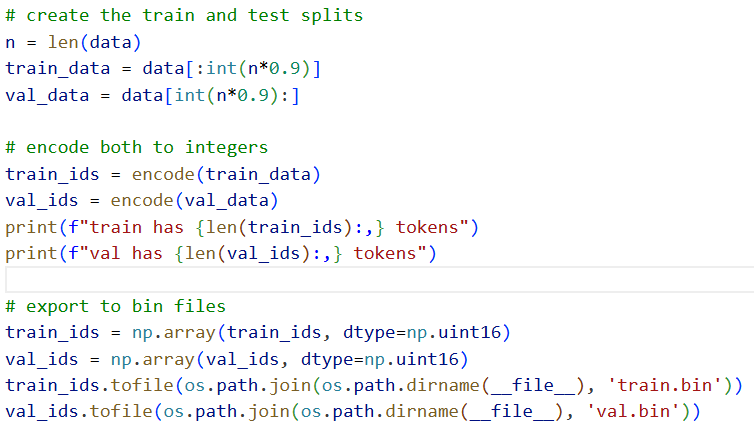 # create the train and test splits
n = len(data)
train_data = data[:int(n*0.9)]
val_data = data[int(n*0.9):]
# encode both to integers
train_ids = encode(train_data)
val_ids = encode(val_data)
print(f"train has {len(train_ids):,} tokens")
print(f"val has {len(val_ids):,} tokens")
# export to bin files
train_ids = np.array(train_ids, dtype=np.uint16)
val_ids = np.array(val_ids, dtype=np.uint16)
train_ids.tofile(os.path.join(os.path.dirname(__file__), 'train.bin'))
val_ids.tofile(os.path.join(os.path.dirname(__file__), 'val.bin'))